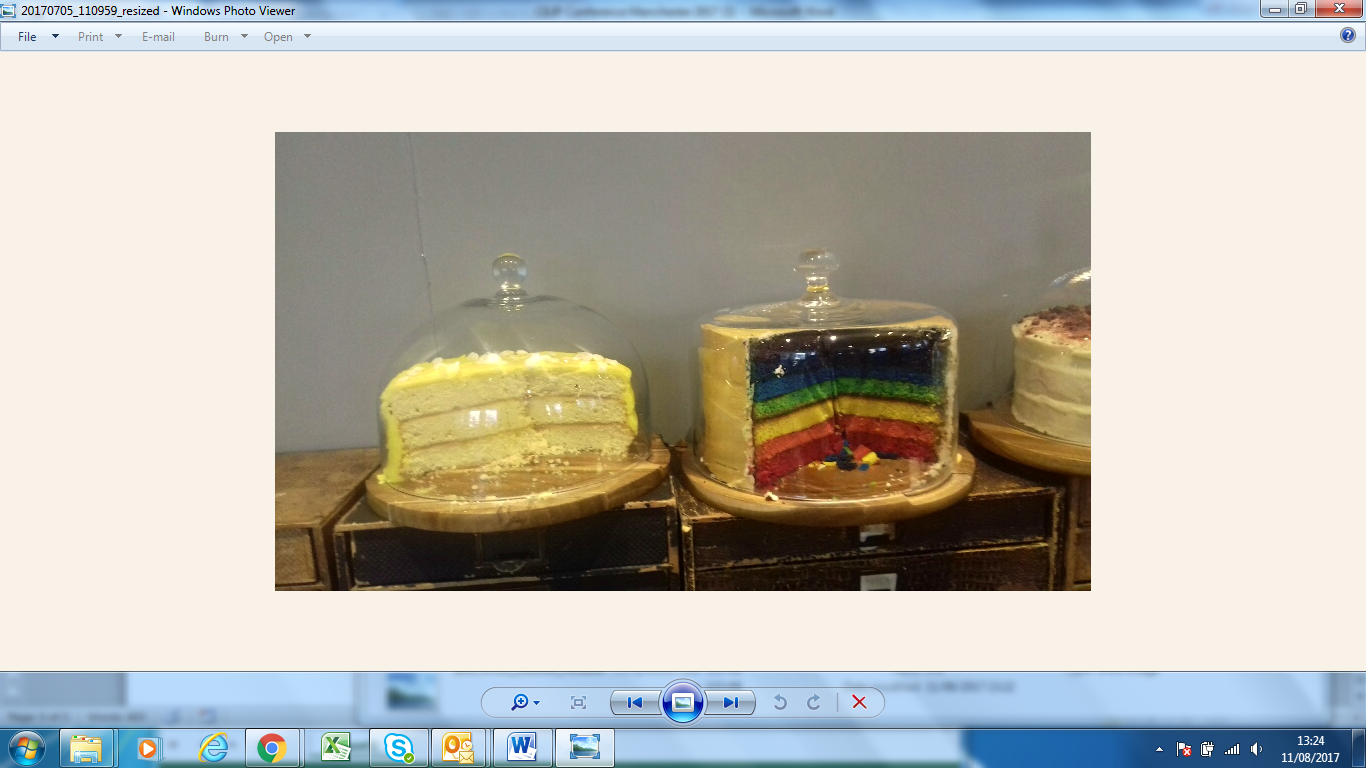 20170705_110959_resized - Windows Photo Viewer
File Print E-mail Burn Open
13:24
11/08/2017